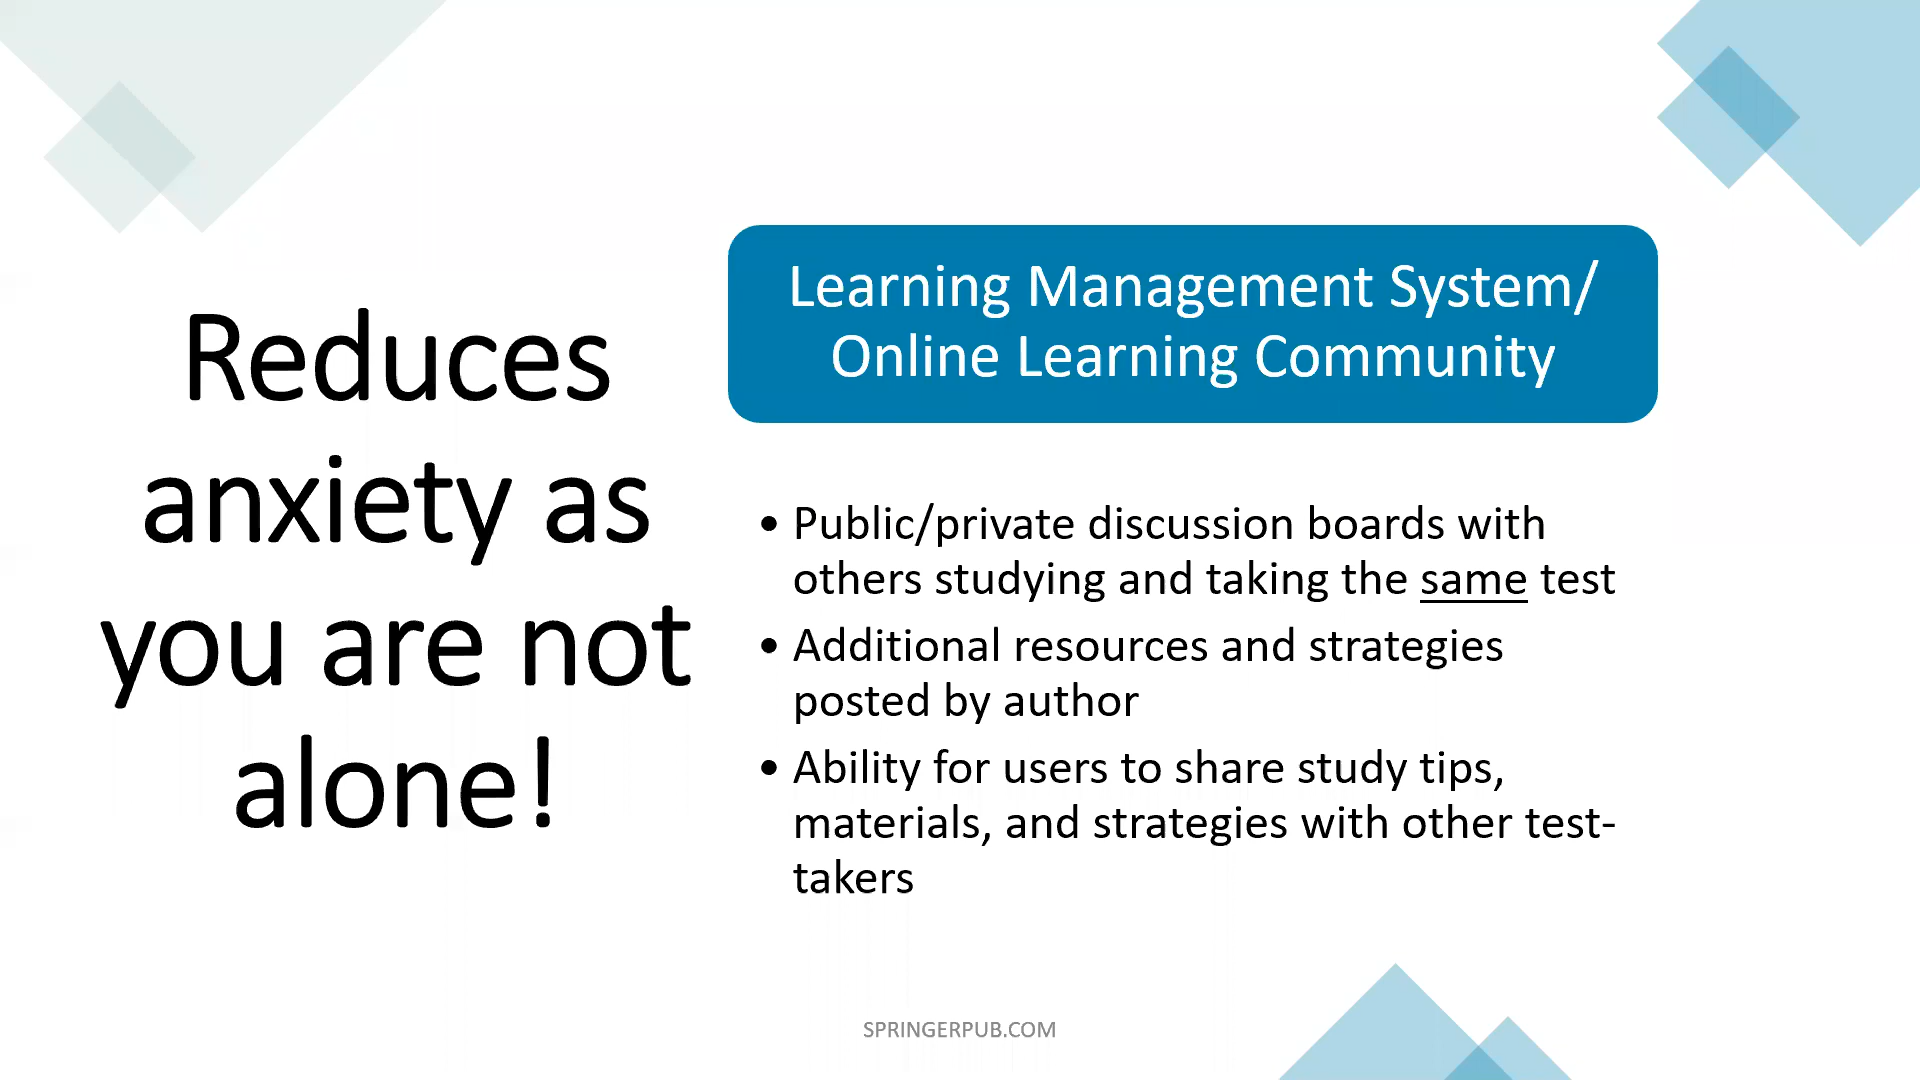 Reduces
anxiety as
you are not
alone!
Learning Management System/
Online Learning Community
• Public/private discussion boards with
others studying and taking the same test
• Additional resources and strategies
posted by author
• Ability for users to share study tips,
materials, and strategies with other test-
takers
SPRINGERPUB.COM